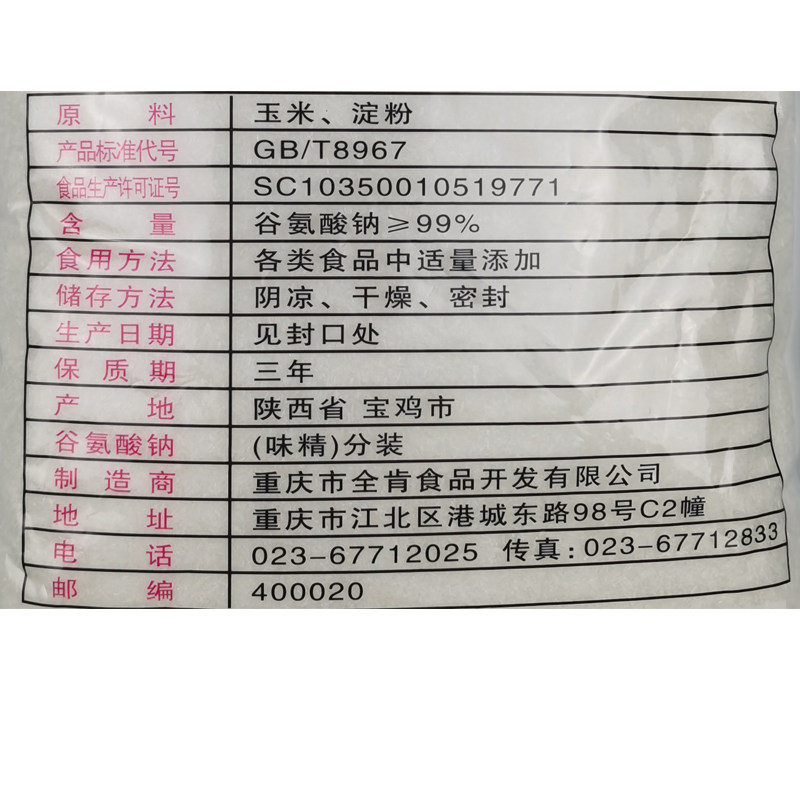 原料 玉米、淀粉
产品标准代号 GB/T8967
食品生产许可证号 SC10350010519771
含量 谷氨酸钠≥99%
食用方法 各类食品中适量添加
储存方法 阴凉、干燥、密封
生产日期 见封口处
保质期 三年
产地 陕西省 宝鸡市
谷氨酸钠 (味精)分装
制造商 重庆市全肯食品开发有限公司
地址 重庆市江北区港城东路98号C2幢
电话 023-67712025 传真:023-67712833
邮编 400020